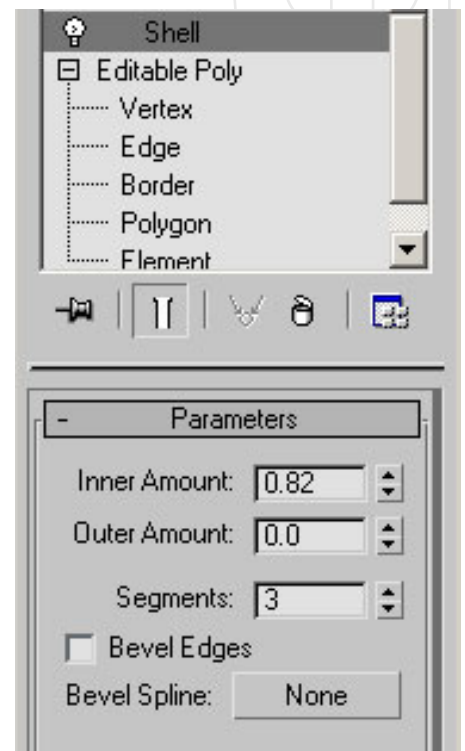 Shell
Editable Poly
Vertex
Edge
Border
Polygon
Element
- Parameters
Inner Amount: 0.82
Outer Amount: 0.0
Segments: 3
Bevel Edges
Bevel Spline: None